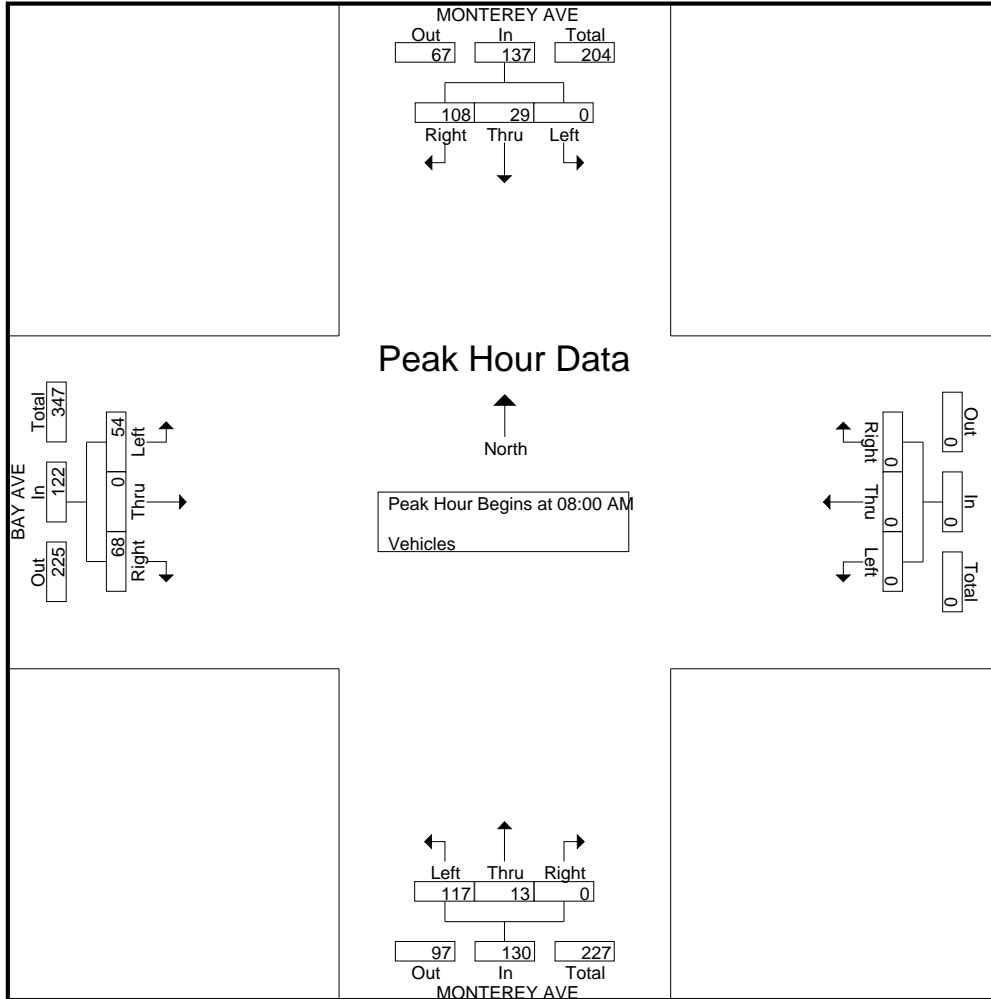 MONTEREY AVE
Out In Total
67 137 204
108 29 0
Right Thru Left
Peak Hour Data
North
Peak Hour Begins at 08:00 AM
Vehicles
BAY AVE
Out In Total
225 122 347
68 0 54
Right Thru Left
Out In Total
0 0 0
0 0 0
Right Thru Left
Left Thru Right
117 13 0
97 130 227
Out In Total
MONTEREY AVE